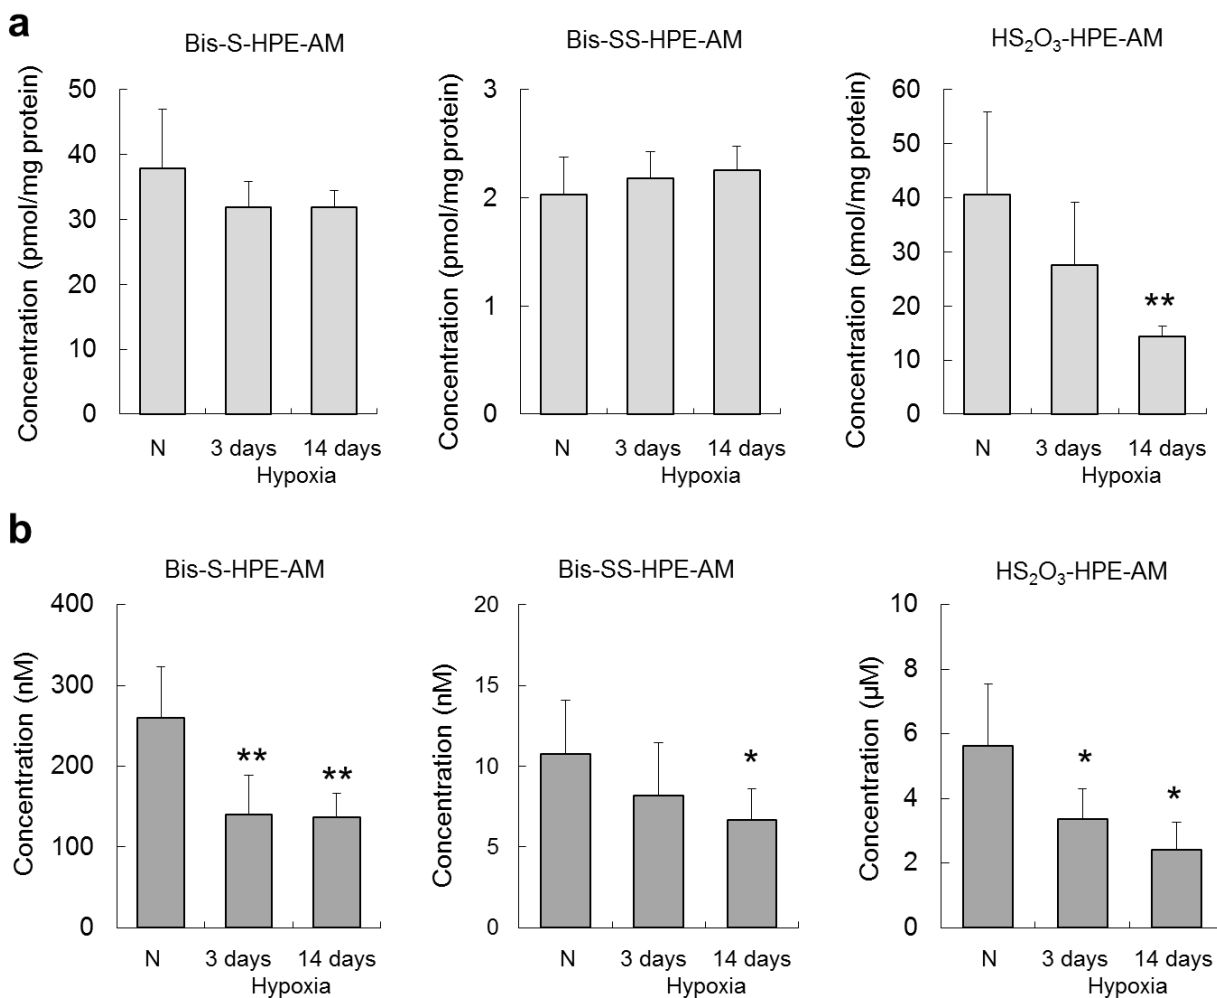 a
Bis-S-HPE-AM
Concentration (pmol/mg protein)
50
40
30
20
10
0
N 3 days 14 days
Hypoxia
Bis-SS-HPE-AM
Concentration (pmol/mg protein)
3
2
1
0
N 3 days 14 days
Hypoxia
HS₂O₃-HPE-AM
Concentration (pmol/mg protein)
60
50
40
30
20
10
0
**
N 3 days 14 days
Hypoxia
b
Bis-S-HPE-AM
Concentration (nM)
400
300
200
100
0
** **
N 3 days 14 days
Hypoxia
Bis-SS-HPE-AM
Concentration (nM)
20
15
10
5
0
*
N 3 days 14 days
Hypoxia
HS₂O₃-HPE-AM
Concentration (μM)
10
8
6
4
2
0
* *
N 3 days 14 days
Hypoxia